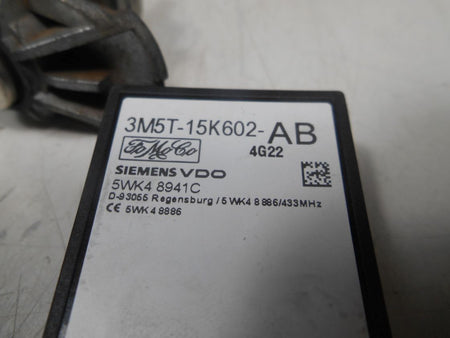 3M5T-15K602-AB
FoMoCo 4G22
SIEMENS VDO
5WK4 8941C
D-93055 Regensburg / 5WK4 8886/433MHz
CE 5WK4 8886